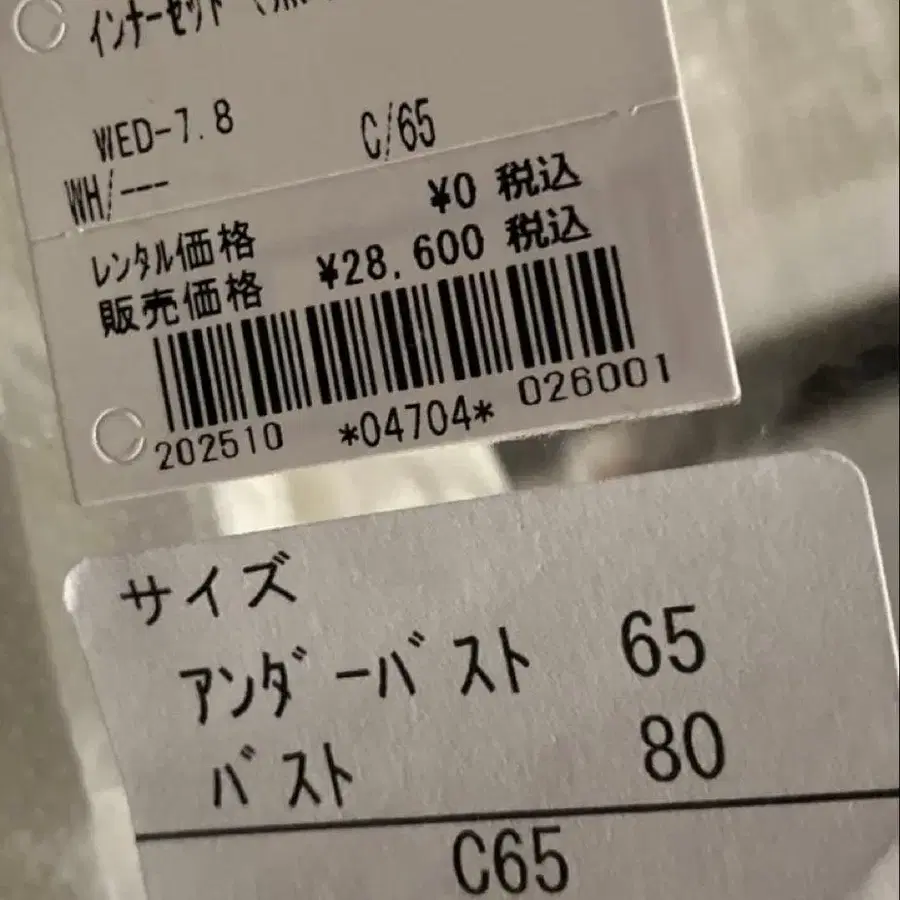 インナーセット
WED-7.8 C/65
WH/---
レンタル価格 ¥0 税込
販売価格 ¥28,600 税込
202510 *04704* 026001
サイズ
アンダーバスト 65
バスト 80
C65